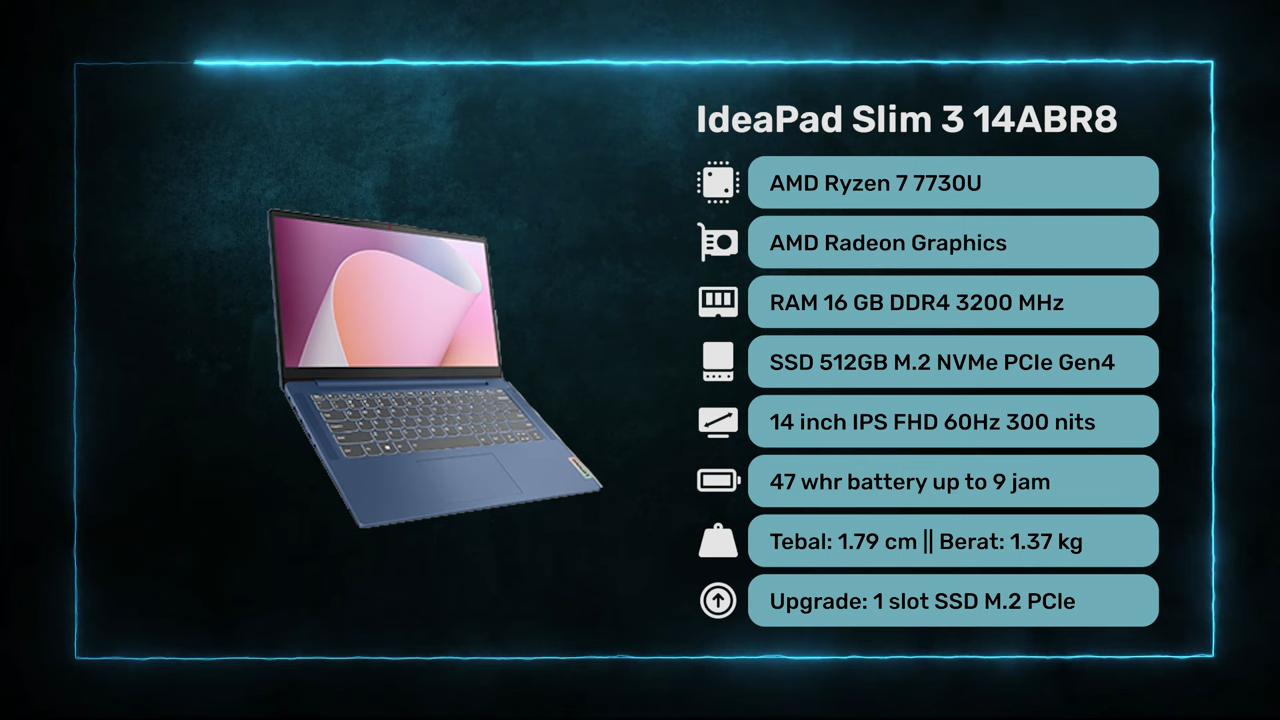 IdeaPad Slim 3 14ABR8
AMD Ryzen 7 7730U
AMD Radeon Graphics
RAM 16 GB DDR4 3200 MHz
SSD 512GB M.2 NVMe PCIe Gen4
14 inch IPS FHD 60Hz 300 nits
47 whr battery up to 9 jam
Tebal: 1.79 cm || Berat: 1.37 kg
Upgrade: 1 slot SSD M.2 PCIe